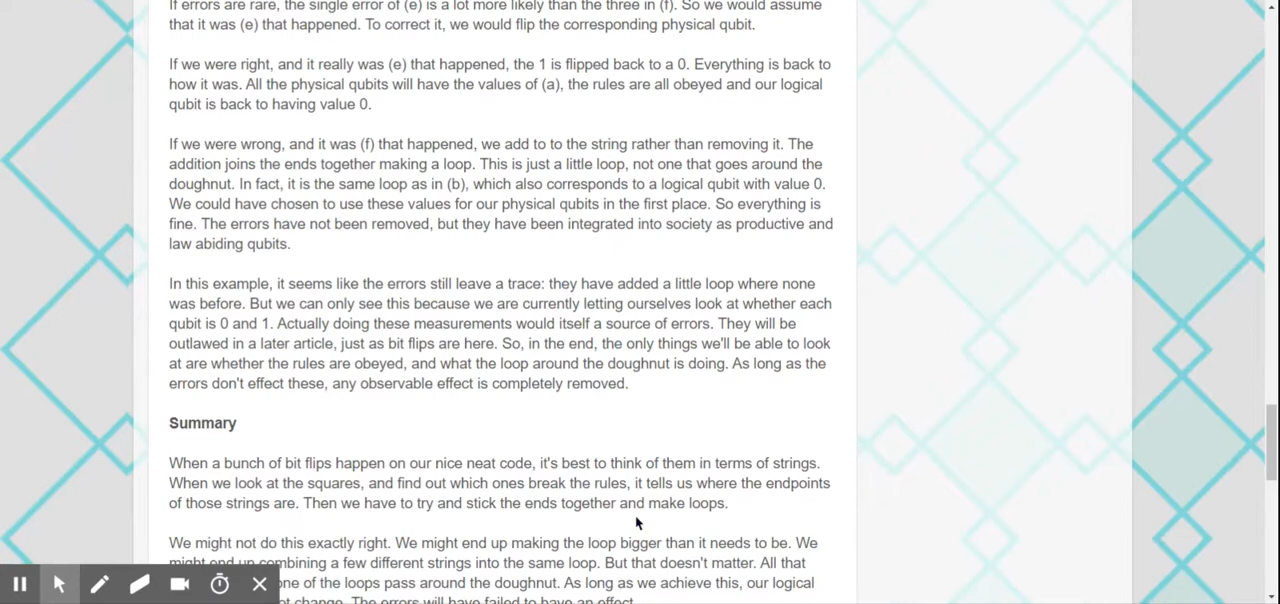 If errors are rare, the single error of (e) is a lot more likely than the three in (f). So we would assume
that it was (e) that happened. To correct it, we would flip the corresponding physical qubit.
If we were right, and it really was (e) that happened, the 1 is flipped back to a 0. Everything is back to
how it was. All the physical qubits will have the values of (a), the rules are all obeyed and our logical
qubit is back to having value 0.
If we were wrong, and it was (f) that happened, we add to to the string rather than removing it. The
addition joins the ends together making a loop. This is just a little loop, not one that goes around the
doughnut. In fact, it is the same loop as in (b), which also corresponds to a logical qubit with value 0.
We could have chosen to use these values for our physical qubits in the first place. So everything is
fine. The errors have not been removed, but they have been integrated into society as productive and
law abiding qubits.
In this example, it seems like the errors still leave a trace: they have added a little loop where none
was before. But we can only see this because we are currently letting ourselves look at whether each
qubit is 0 and 1. Actually doing these measurements would itself a source of errors. They will be
outlawed in a later article, just as bit flips are here. So, in the end, the only things we'll be able to look
at are whether the rules are obeyed, and what the loop around the doughnut is doing. As long as the
errors don't effect these, any observable effect is completely removed.
Summary
When a bunch of bit flips happen on our nice neat code, it's best to think of them in terms of strings.
When we look at the squares, and find out which ones break the rules, it tells us where the endpoints
of those strings are. Then we have to try and stick the ends together and make loops.
We might not do this exactly right. We might end up making the loop bigger than it needs to be. We
might end up combining a few different strings into the same loop. But that doesn't matter. All that
one of the loops pass around the doughnut. As long as we achieve this, our logical
change. The errors will have failed to have an effect.